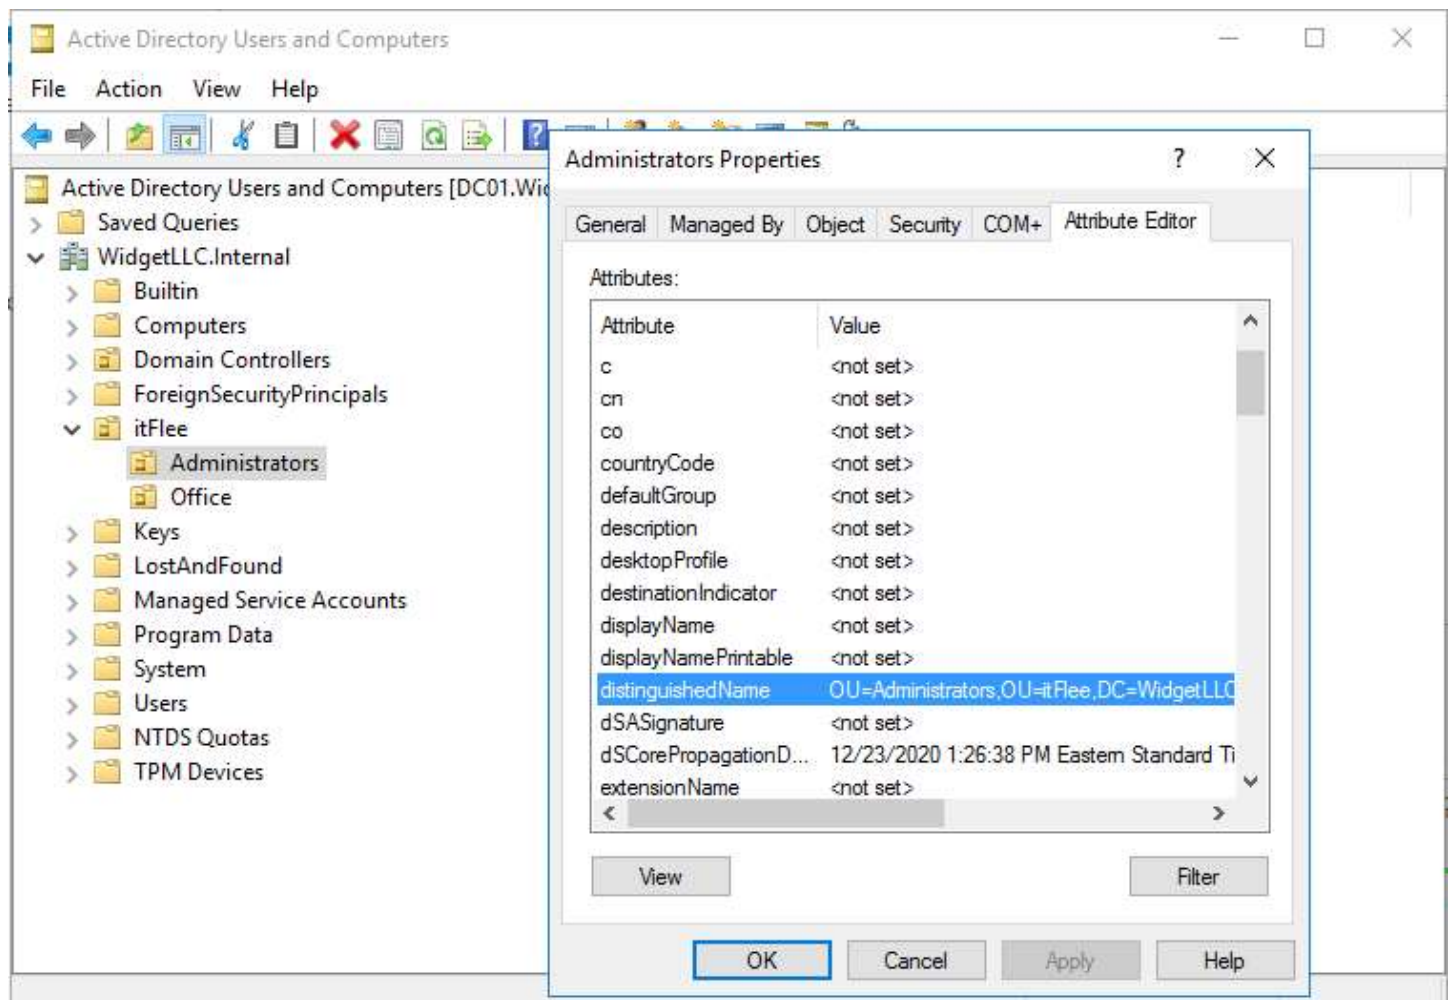 Active Directory Users and Computers
File Action View Help
Active Directory Users and Computers [DC01.Wi
Saved Queries
WidgetLLC.Internal
Builtin
Computers
Domain Controllers
ForeignSecurityPrincipals
itFlee
Administrators
Office
Keys
LostAndFound
Managed Service Accounts
Program Data
System
Users
NTDS Quotas
TPM Devices
Administrators Properties ? X
General Managed By Object Security COM+ Attribute Editor
Attributes:
Attribute Value
c <not set>
cn <not set>
co <not set>
countryCode <not set>
defaultGroup <not set>
description <not set>
desktopProfile <not set>
destinationIndicator <not set>
displayName <not set>
displayNamePrintable <not set>
distinguishedName OU=Administrators,OU=itFlee,DC=WidgetLLC
dSASignature <not set>
dSCorePropagationD... 12/23/2020 1:26:38 PM Eastern Standard Ti
extensionName <not set>
View Filter
OK Cancel Apply Help